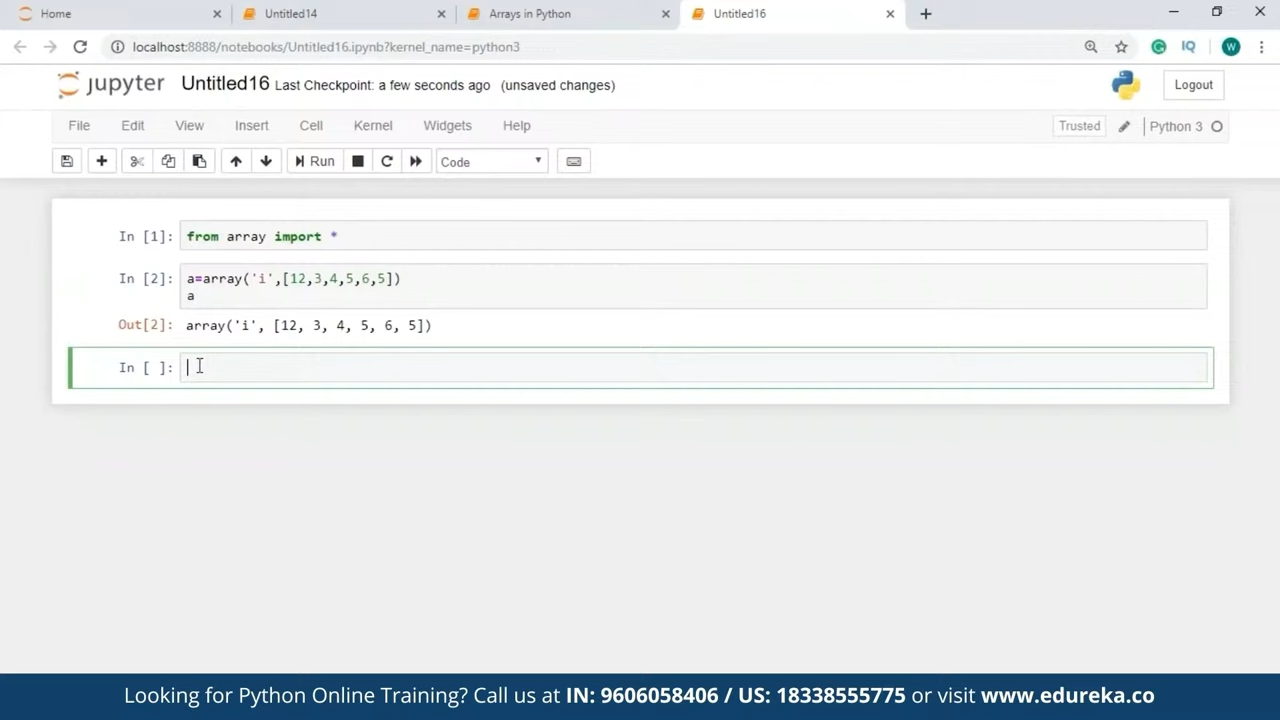 Home Untitled14 Arrays in Python Untitled16
localhost:8888/notebooks/Untitled16.ipynb?kernel_name=python3
IQ W
jupyter Untitled16 Last Checkpoint: a few seconds ago (unsaved changes) Logout
File Edit View Insert Cell Kernel Widgets Help Trusted Python 3
Run Code
In [1]: from array import *
In [2]: a=array('i',[12,3,4,5,6,5])
a
Out[2]: array('i', [12, 3, 4, 5, 6, 5])
In [ ]:
Looking for Python Online Training? Call us at IN: 9606058406 / US: 18338555775 or visit www.edureka.co